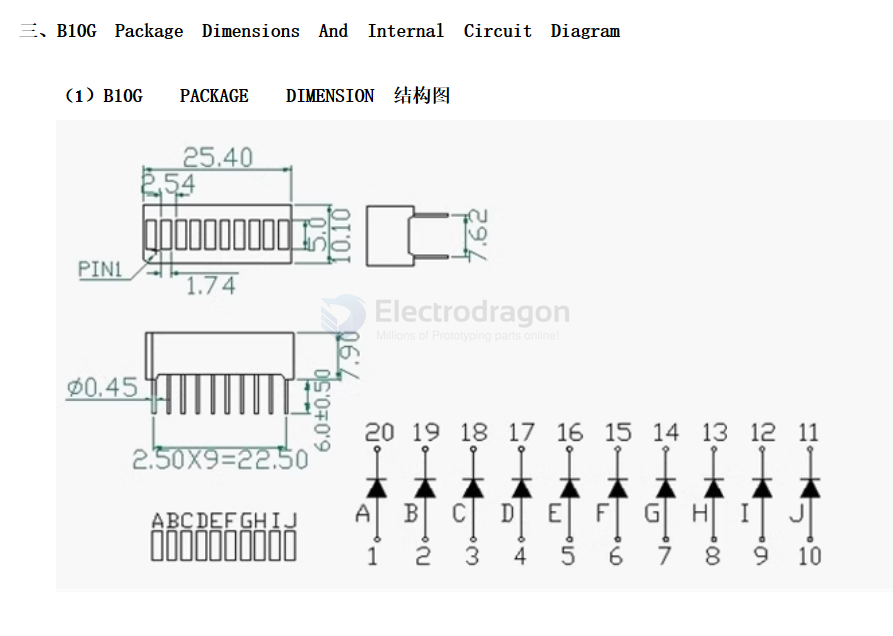 三、B10G Package Dimensions And Internal Circuit Diagram
（1）B10G PACKAGE DIMENSION 结构图
25.40
2.54
5.0
10.10
7.62
PIN1
1.74
Electrodragon
Millions of Prototyping parts online!
7.90
Ø0.45
6.0±0.50
2.50X9=22.50
20 19 18 17 16 15 14 13 12 11
A B C D E F G H I J
1 2 3 4 5 6 7 8 9 10
ABCDEFGHIJ